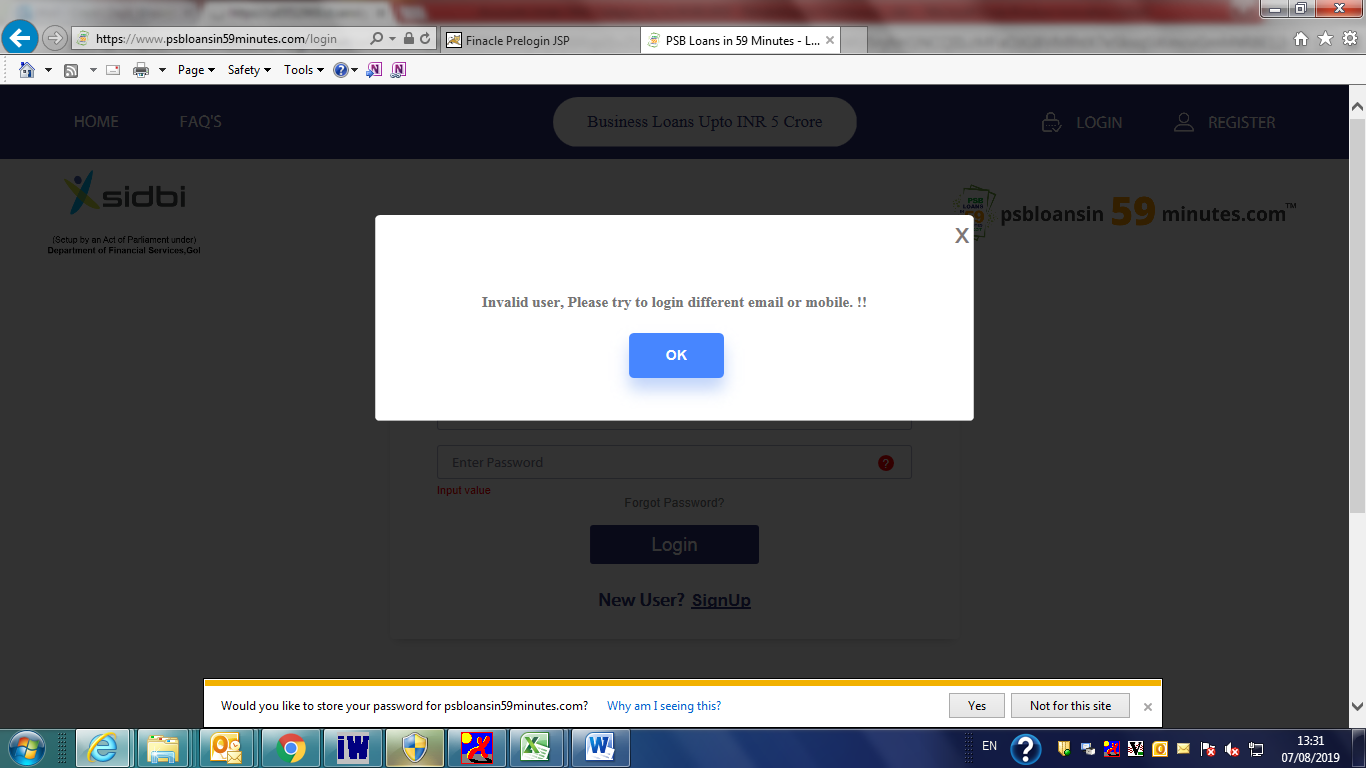 https://www.psbloansin59minutes.com/login
Finacle Prelogin JSP
PSB Loans in 59 Minutes - L...
Page
Safety
Tools
HOME
FAQ'S
Business Loans Upto INR 5 Crore
LOGIN
REGISTER
sidbi
(Setup by an Act of Parliament under)
Department of Financial Services,GoI
PSB
LOANS
59
psbloansin 59 minutes.com™
X
Invalid user, Please try to login different email or mobile. !!
OK
Enter Password
?
Input value
Forgot Password?
Login
New User? SignUp
Would you like to store your password for psbloansin59minutes.com?
Why am I seeing this?
Yes
Not for this site
iW
EN
13:31
07/08/2019